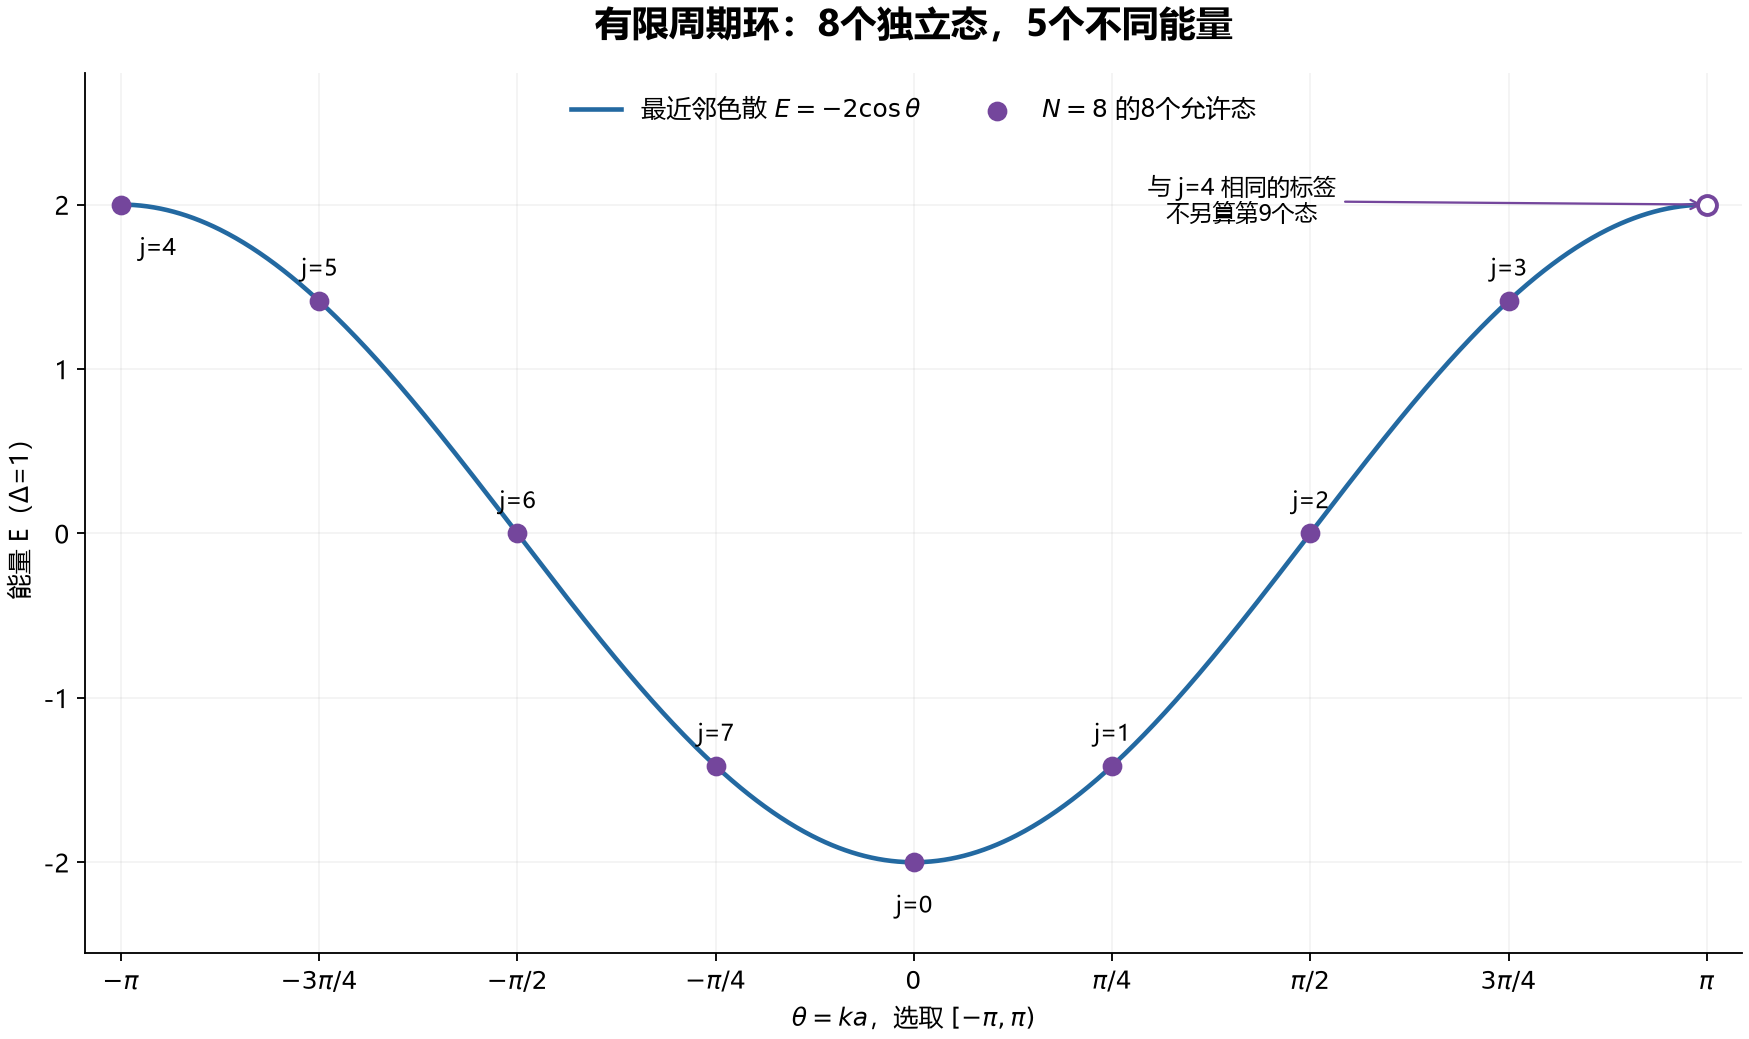 有限周期环：8个独立态，5个不同能量
最近邻色散 E = −2cos θ
N = 8 的8个允许态
与 j=4 相同的标签
不另算第9个态
j=4
j=5
j=3
j=6
j=2
j=7
j=1
j=0
2
1
0
-1
-2
能量 E（Δ=1）
−π
−3π/4
−π/2
−π/4
0
π/4
π/2
3π/4
π
θ = ka，选取 [−π, π)